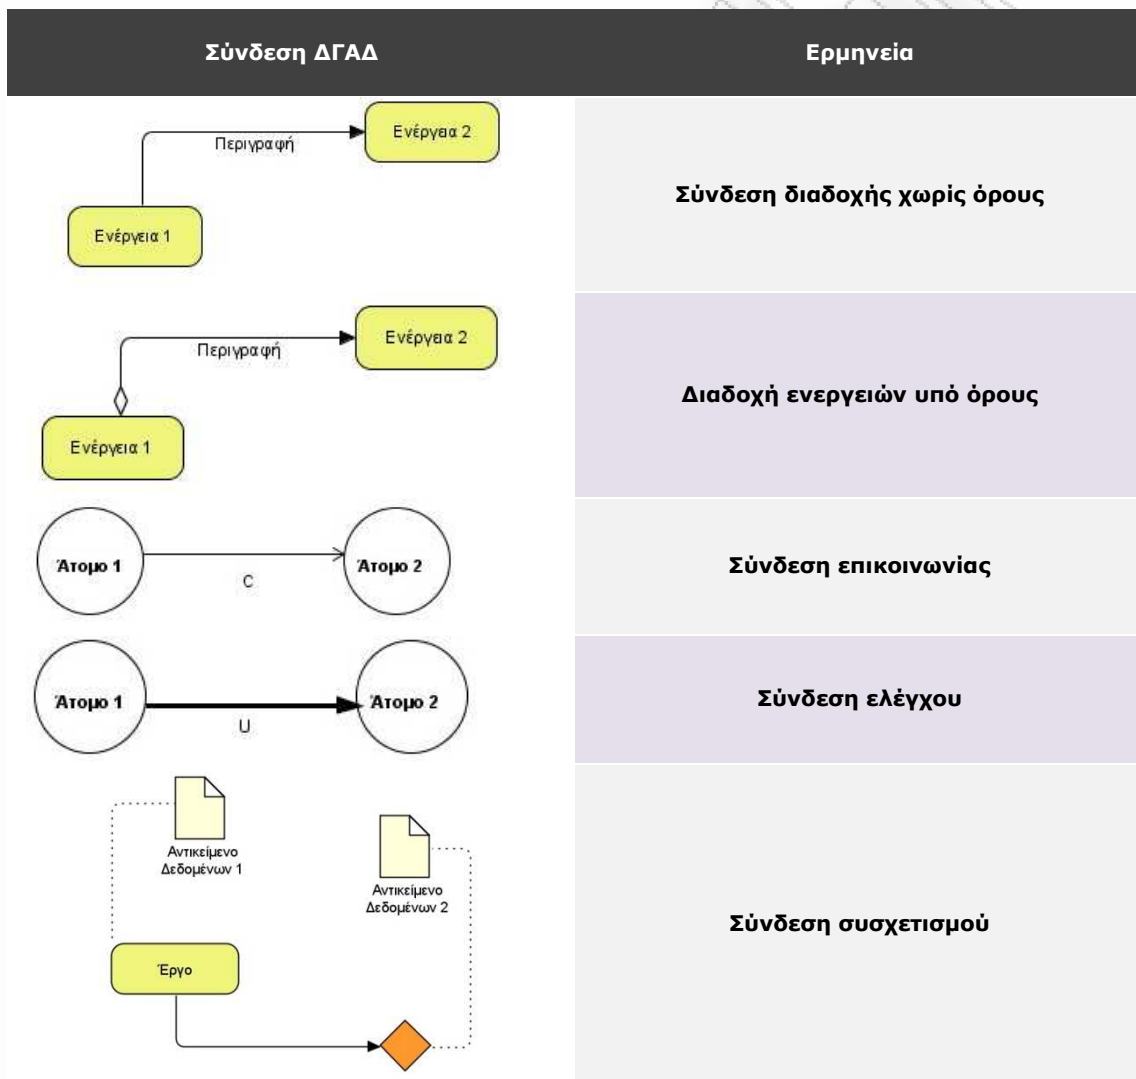 Σύνδεση ΔΓΑΔ
Ερμηνεία
Ενέργεια 2
Περιγραφή
Ενέργεια 1
Σύνδεση διαδοχής χωρίς όρους
Ενέργεια 2
Περιγραφή
Ενέργεια 1
Διαδοχή ενεργειών υπό όρους
Άτομο 1
C
Άτομο 2
Σύνδεση επικοινωνίας
Άτομο 1
U
Άτομο 2
Σύνδεση ελέγχου
Αντικείμενο
Δεδομένων 1
Αντικείμενο
Δεδομένων 2
Έργο
Σύνδεση συσχετισμού